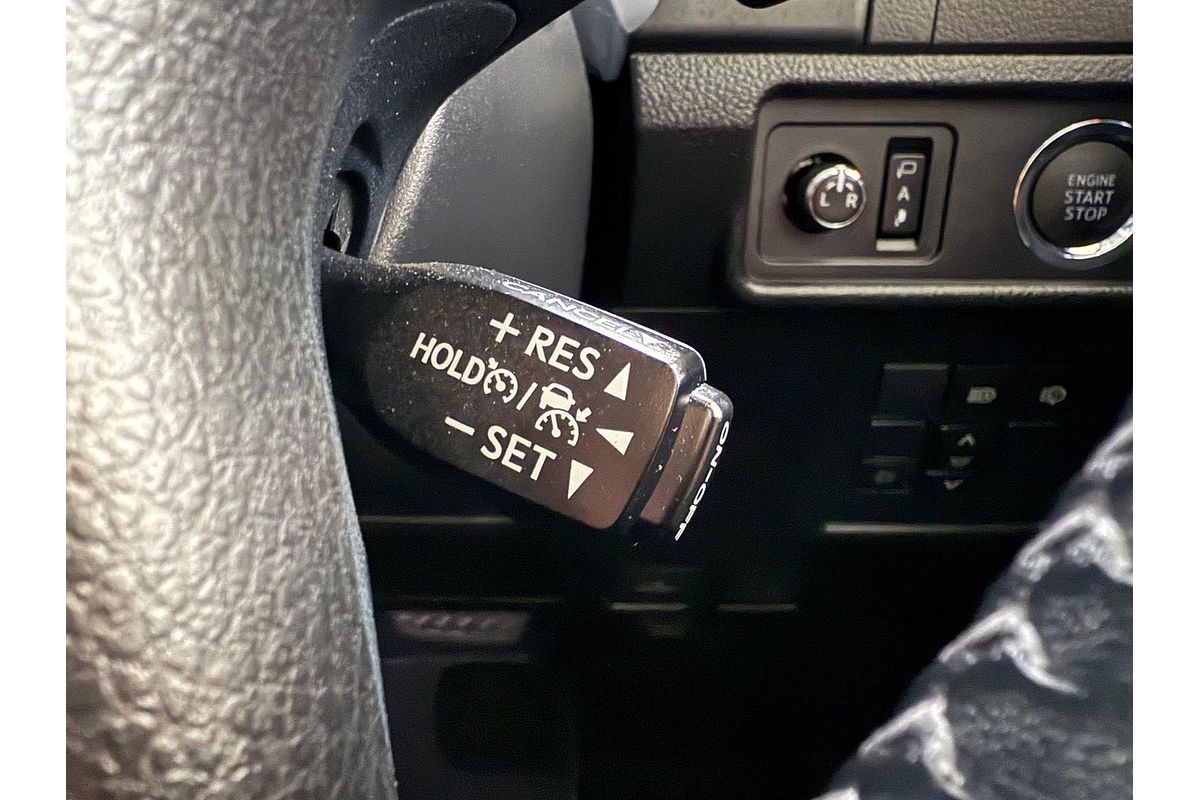 CANCEL
+ RES
HOLD /
- SET
ON-OFF
L R
A
ENGINE
START
STOP